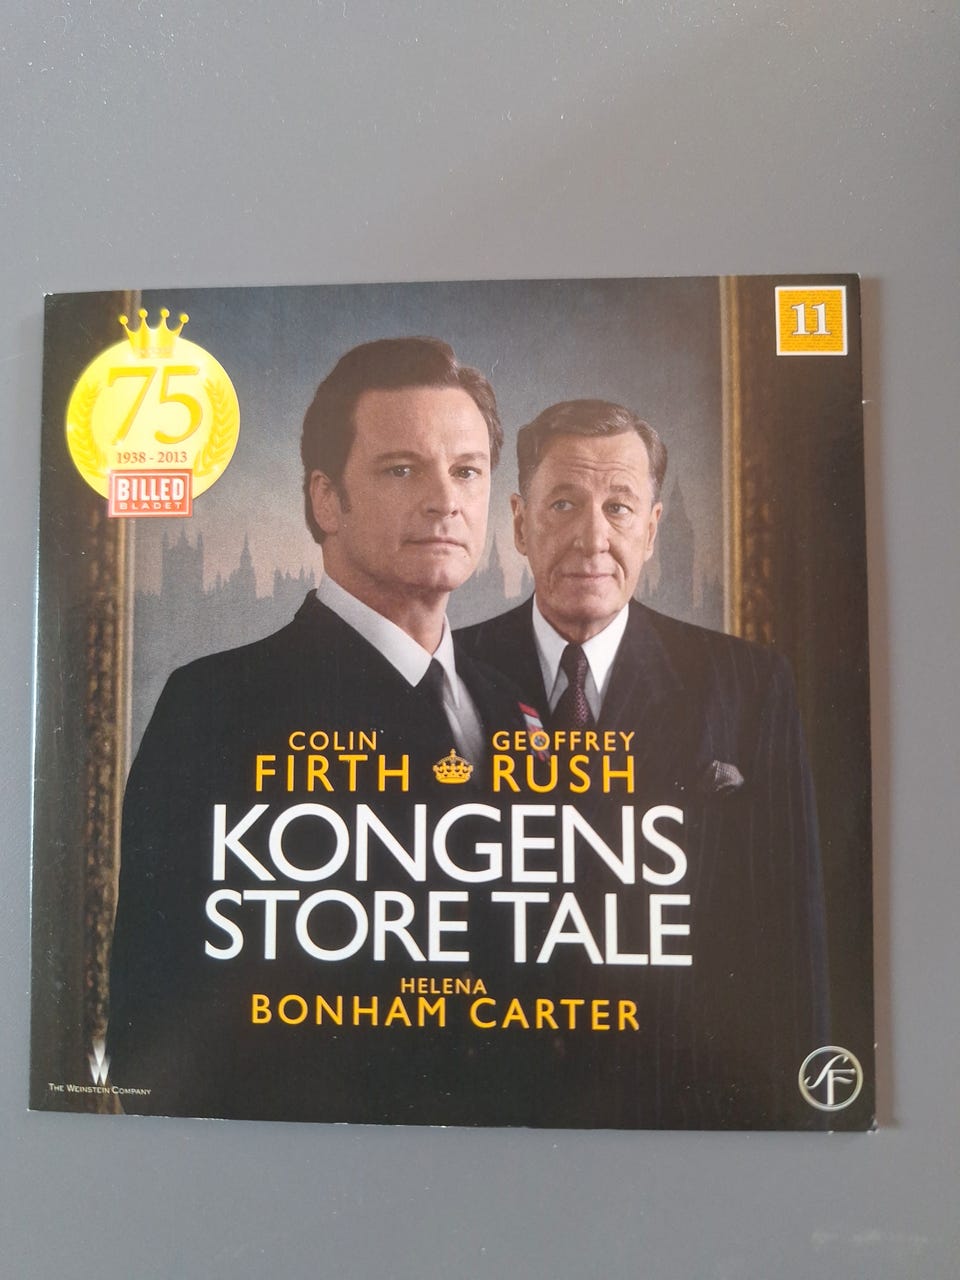 75
1938 - 2013
BILLED
BLADET
11
COLIN
FIRTH
GEOFFREY
RUSH
KONGENS
STORE TALE
HELENA
BONHAM CARTER
THE WEINSTEIN COMPANY
SF